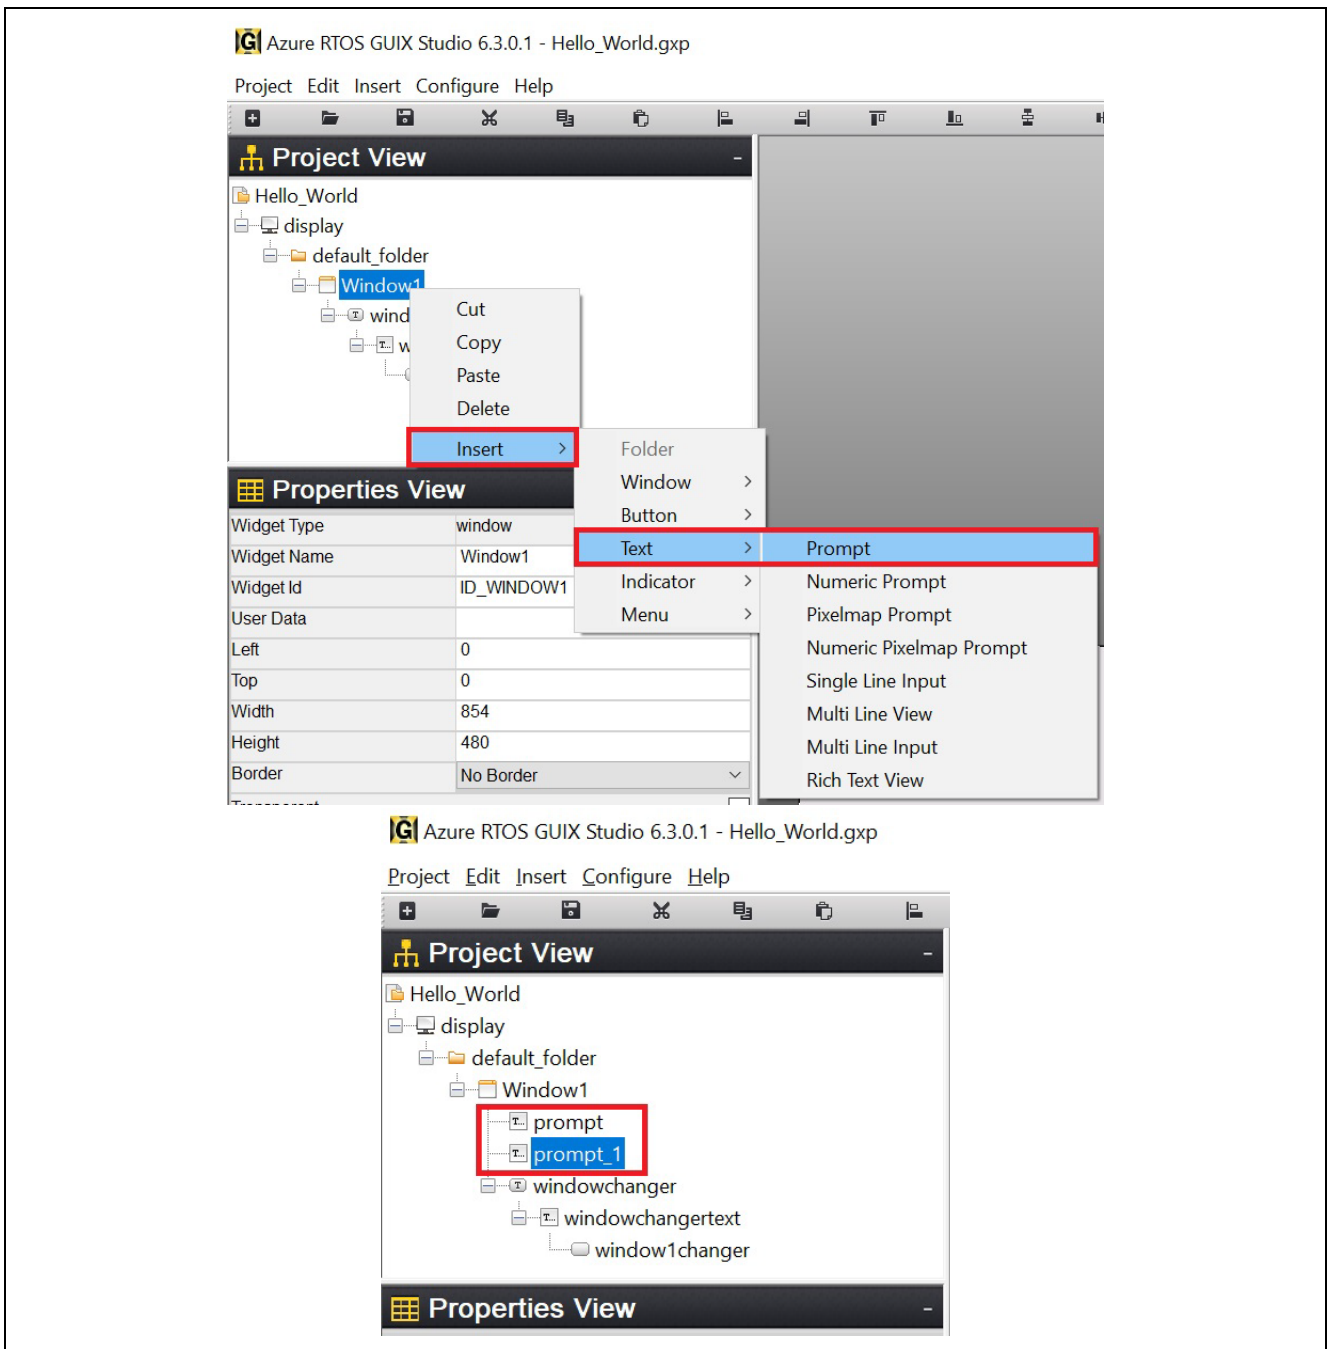 Azure RTOS GUIX Studio 6.3.0.1 - Hello_World.gxp
Project Edit Insert Configure Help
Project View
Hello_World
display
default_folder
Window1
wind
w
Cut
Copy
Paste
Delete
Insert
Folder
Window
Button
Text
Indicator
Menu
Prompt
Numeric Prompt
Pixelmap Prompt
Numeric Pixelmap Prompt
Single Line Input
Multi Line View
Multi Line Input
Rich Text View
Properties View
Widget Type window
Widget Name Window1
Widget Id ID_WINDOW1
User Data
Left 0
Top 0
Width 854
Height 480
Border No Border
Azure RTOS GUIX Studio 6.3.0.1 - Hello_World.gxp
Project Edit Insert Configure Help
Project View
Hello_World
display
default_folder
Window1
prompt
prompt_1
windowchanger
windowchangertext
window1changer
Properties View